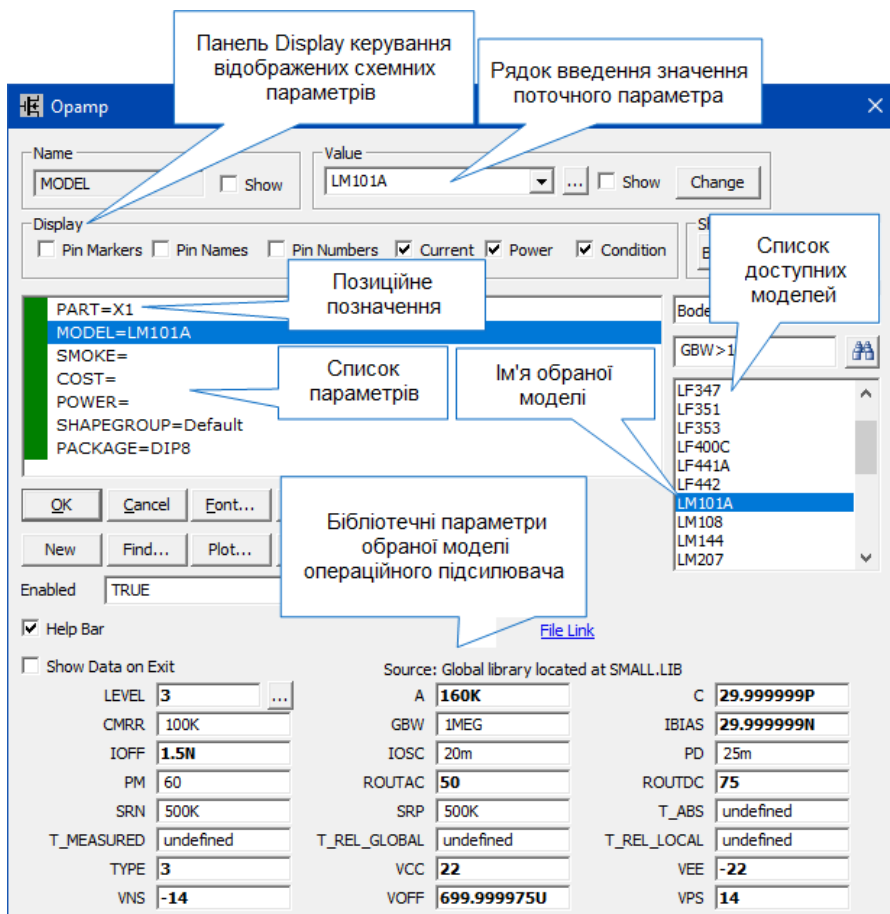 Панель Display керування
відображених схемних
параметрів
Рядок введення значення
поточного параметра
Opamp
Name
MODEL
Show
Value
LM101A
...
Show
Change
Display
Pin Markers
Pin Names
Pin Numbers
Current
Power
Condition
Список
доступних
моделей
Позиційне
позначення
PART=X1
MODEL=LM101A
SMOKE=
COST=
POWER=
SHAPEGROUP=Default
PACKAGE=DIP8
Список
параметрів
Ім'я обраної
моделі
GBW>1
LF347
LF351
LF353
LF400C
LF441A
LF442
LM101A
LM108
LM144
LM207
OK
Cancel
Font...
New
Find...
Plot...
Бібліотечні параметри
обраної моделі
операційного підсилювача
Enabled
TRUE
Help Bar
File Link
Show Data on Exit
Source: Global library located at SMALL.LIB
LEVEL 3 ... A 160K C 29.999999P
CMRR 100K GBW 1MEG IBIAS 29.999999N
IOFF 1.5N IOSC 20m PD 25m
PM 60 ROUTAC 50 ROUTDC 75
SRN 500K SRP 500K T_ABS undefined
T_MEASURED undefined T_REL_GLOBAL undefined T_REL_LOCAL undefined
TYPE 3 VCC 22 VEE -22
VNS -14 VOFF 699.999975U VPS 14